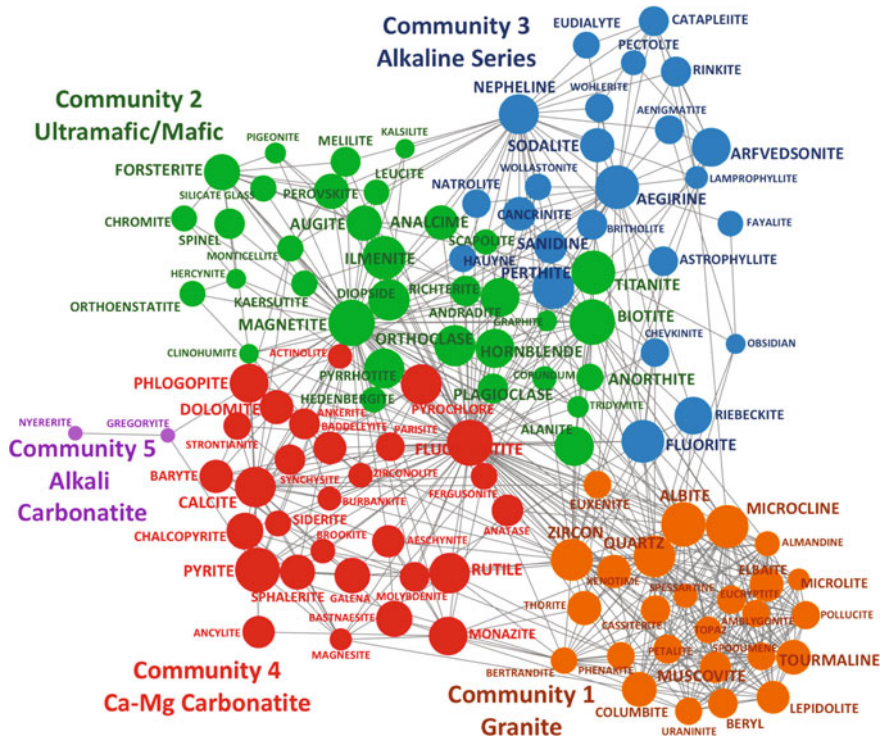 Community 3
Alkaline Series
EUDIALYTE
CATAPLEIITE
PECTOLTE
RINKITE
NEPHELINE
WOHLERITE
AENIGMATITE
SODALITE
ARFVEDSONITE
WOLLASTONITE
LAMPROPHYLLITE
NATROLITE
AEGIRINE
CANCRINITE
BRITHOLITE
FAYALITE
SANIDINE
HAUYNE
ASTROPHYLLITE
PERTHITE
CHEVKINITE
OBSIDIAN
RIEBECKITE
FLUORITE
Community 2
Ultramafic/Mafic
PIGEONITE
MELILITE
KALSILITE
FORSTERITE
LEUCITE
SILICATE GLASS
PEROVSKITE
CHROMITE
AUGITE
ANALCIME
SPINEL
SCAPOLITE
MONTICELLITE
ILMENITE
HERCYNITE
DIOPSIDE
RICHTERITE
TITANITE
ORTHOENSTATITE
KAERSUTITE
ANDRADITE
MAGNETITE
GRAPHITE
BIOTITE
ORTHOCLASE
HORNBLENDE
CLINOHUMITE
PYRRHOTITE
CORUNDUM
ANORTHITE
HEDENBERGITE
PLAGIOCLASE
TRIDYMITE
ALANITE
ACTINOLITE
PHLOGOPITE
PYROCHLORE
DOLOMITE
ANKERITE
BADDELEYITE
PARISITE
STRONTIANITE
BARYTE
SYNCHYSITE
ZIRCONOLITE
FERGUSONITE
CALCITE
BURBANKITE
SIDERITE
ANATASE
CHALCOPYRITE
BROOKITE
AESCHYNITE
PYRITE
RUTILE
SPHALERITE
GALENA
MOLYBDENITE
BASTNAESITE
ANCYLITE
MAGNESITE
MONAZITE
Community 4
Ca-Mg Carbonatite
NYERERITE
GREGORYITE
Community 5
Alkali
Carbonatite
EUXENITE
ALBITE
MICROCLINE
ZIRCON
QUARTZ
ALMANDINE
XENOTIME
ELBAITE
SPESSARTINE
EUCRYPTITE
MICROLITE
THORITE
CASSITERITE
AMBLYGONITE
POLLUCITE
TOPAZ
PETALITE
SPODUMENE
BERTRANDITE
PHENAKITE
MUSCOVITE
TOURMALINE
COLUMBITE
LEPIDOLITE
BERYL
URANINITE
Community 1
Granite